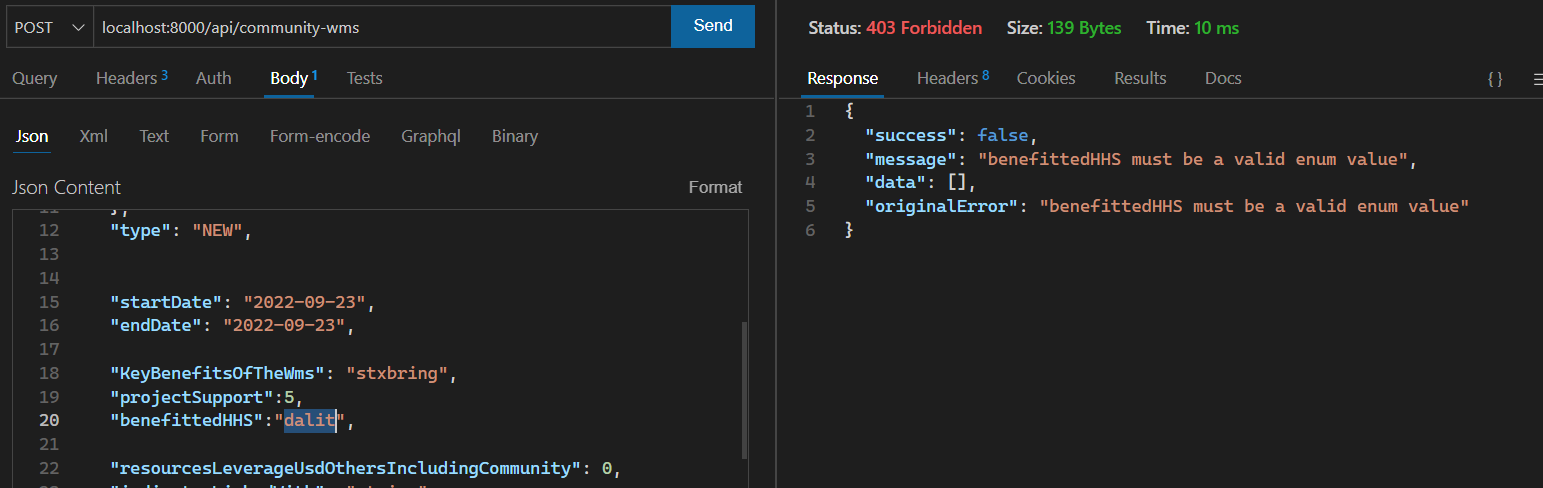 POST localhost:8000/api/community-wms Send
Query Headers 3 Auth Body 1 Tests
Json Xml Text Form Form-encode Graphql Binary
Json Content Format
12 "type": "NEW",
13
14
15 "startDate": "2022-09-23",
16 "endDate": "2022-09-23",
17
18 "KeyBenefitsOfTheWms": "stxbring",
19 "projectSupport":5,
20 "benefittedHHS":"dalit",
21
22 "resourcesLeverageUsdOthersIncludingCommunity": 0,
Status: 403 Forbidden Size: 139 Bytes Time: 10 ms
Response Headers 8 Cookies Results Docs { }
1 {
2 "success": false,
3 "message": "benefittedHHS must be a valid enum value",
4 "data": [],
5 "originalError": "benefittedHHS must be a valid enum value"
6 }